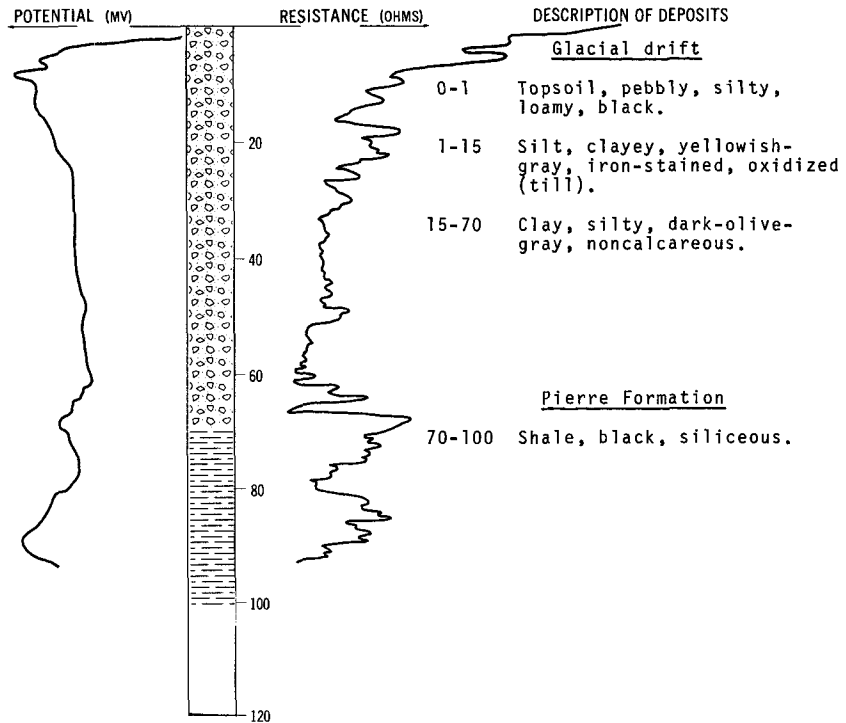 POTENTIAL (MV) RESISTANCE (OHMS) DESCRIPTION OF DEPOSITS
Glacial drift
0-1 Topsoil, pebbly, silty,
loamy, black.
20
1-15 Silt, clayey, yellowish-
gray, iron-stained, oxidized
(till).
15-70 Clay, silty, dark-olive-
gray, noncalcareous.
40
60
Pierre Formation
70-100 Shale, black, siliceous.
80
100
120